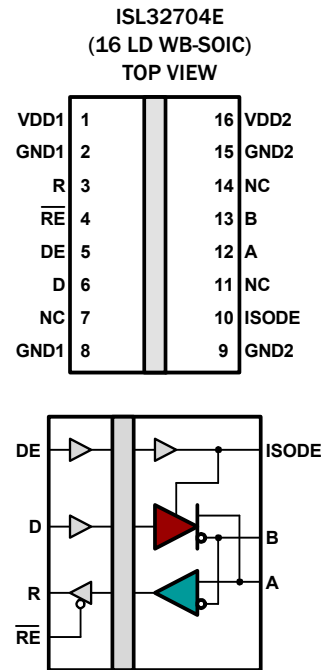 ISL32704E
(16 LD WB-SOIC)
TOP VIEW
VDD1 1 16 VDD2
GND1 2 15 GND2
R 3 14 NC
RE 4 13 B
DE 5 12 A
D 6 11 NC
NC 7 10 ISODE
GND1 8 9 GND2
DE ISODE
D B
R A
RE